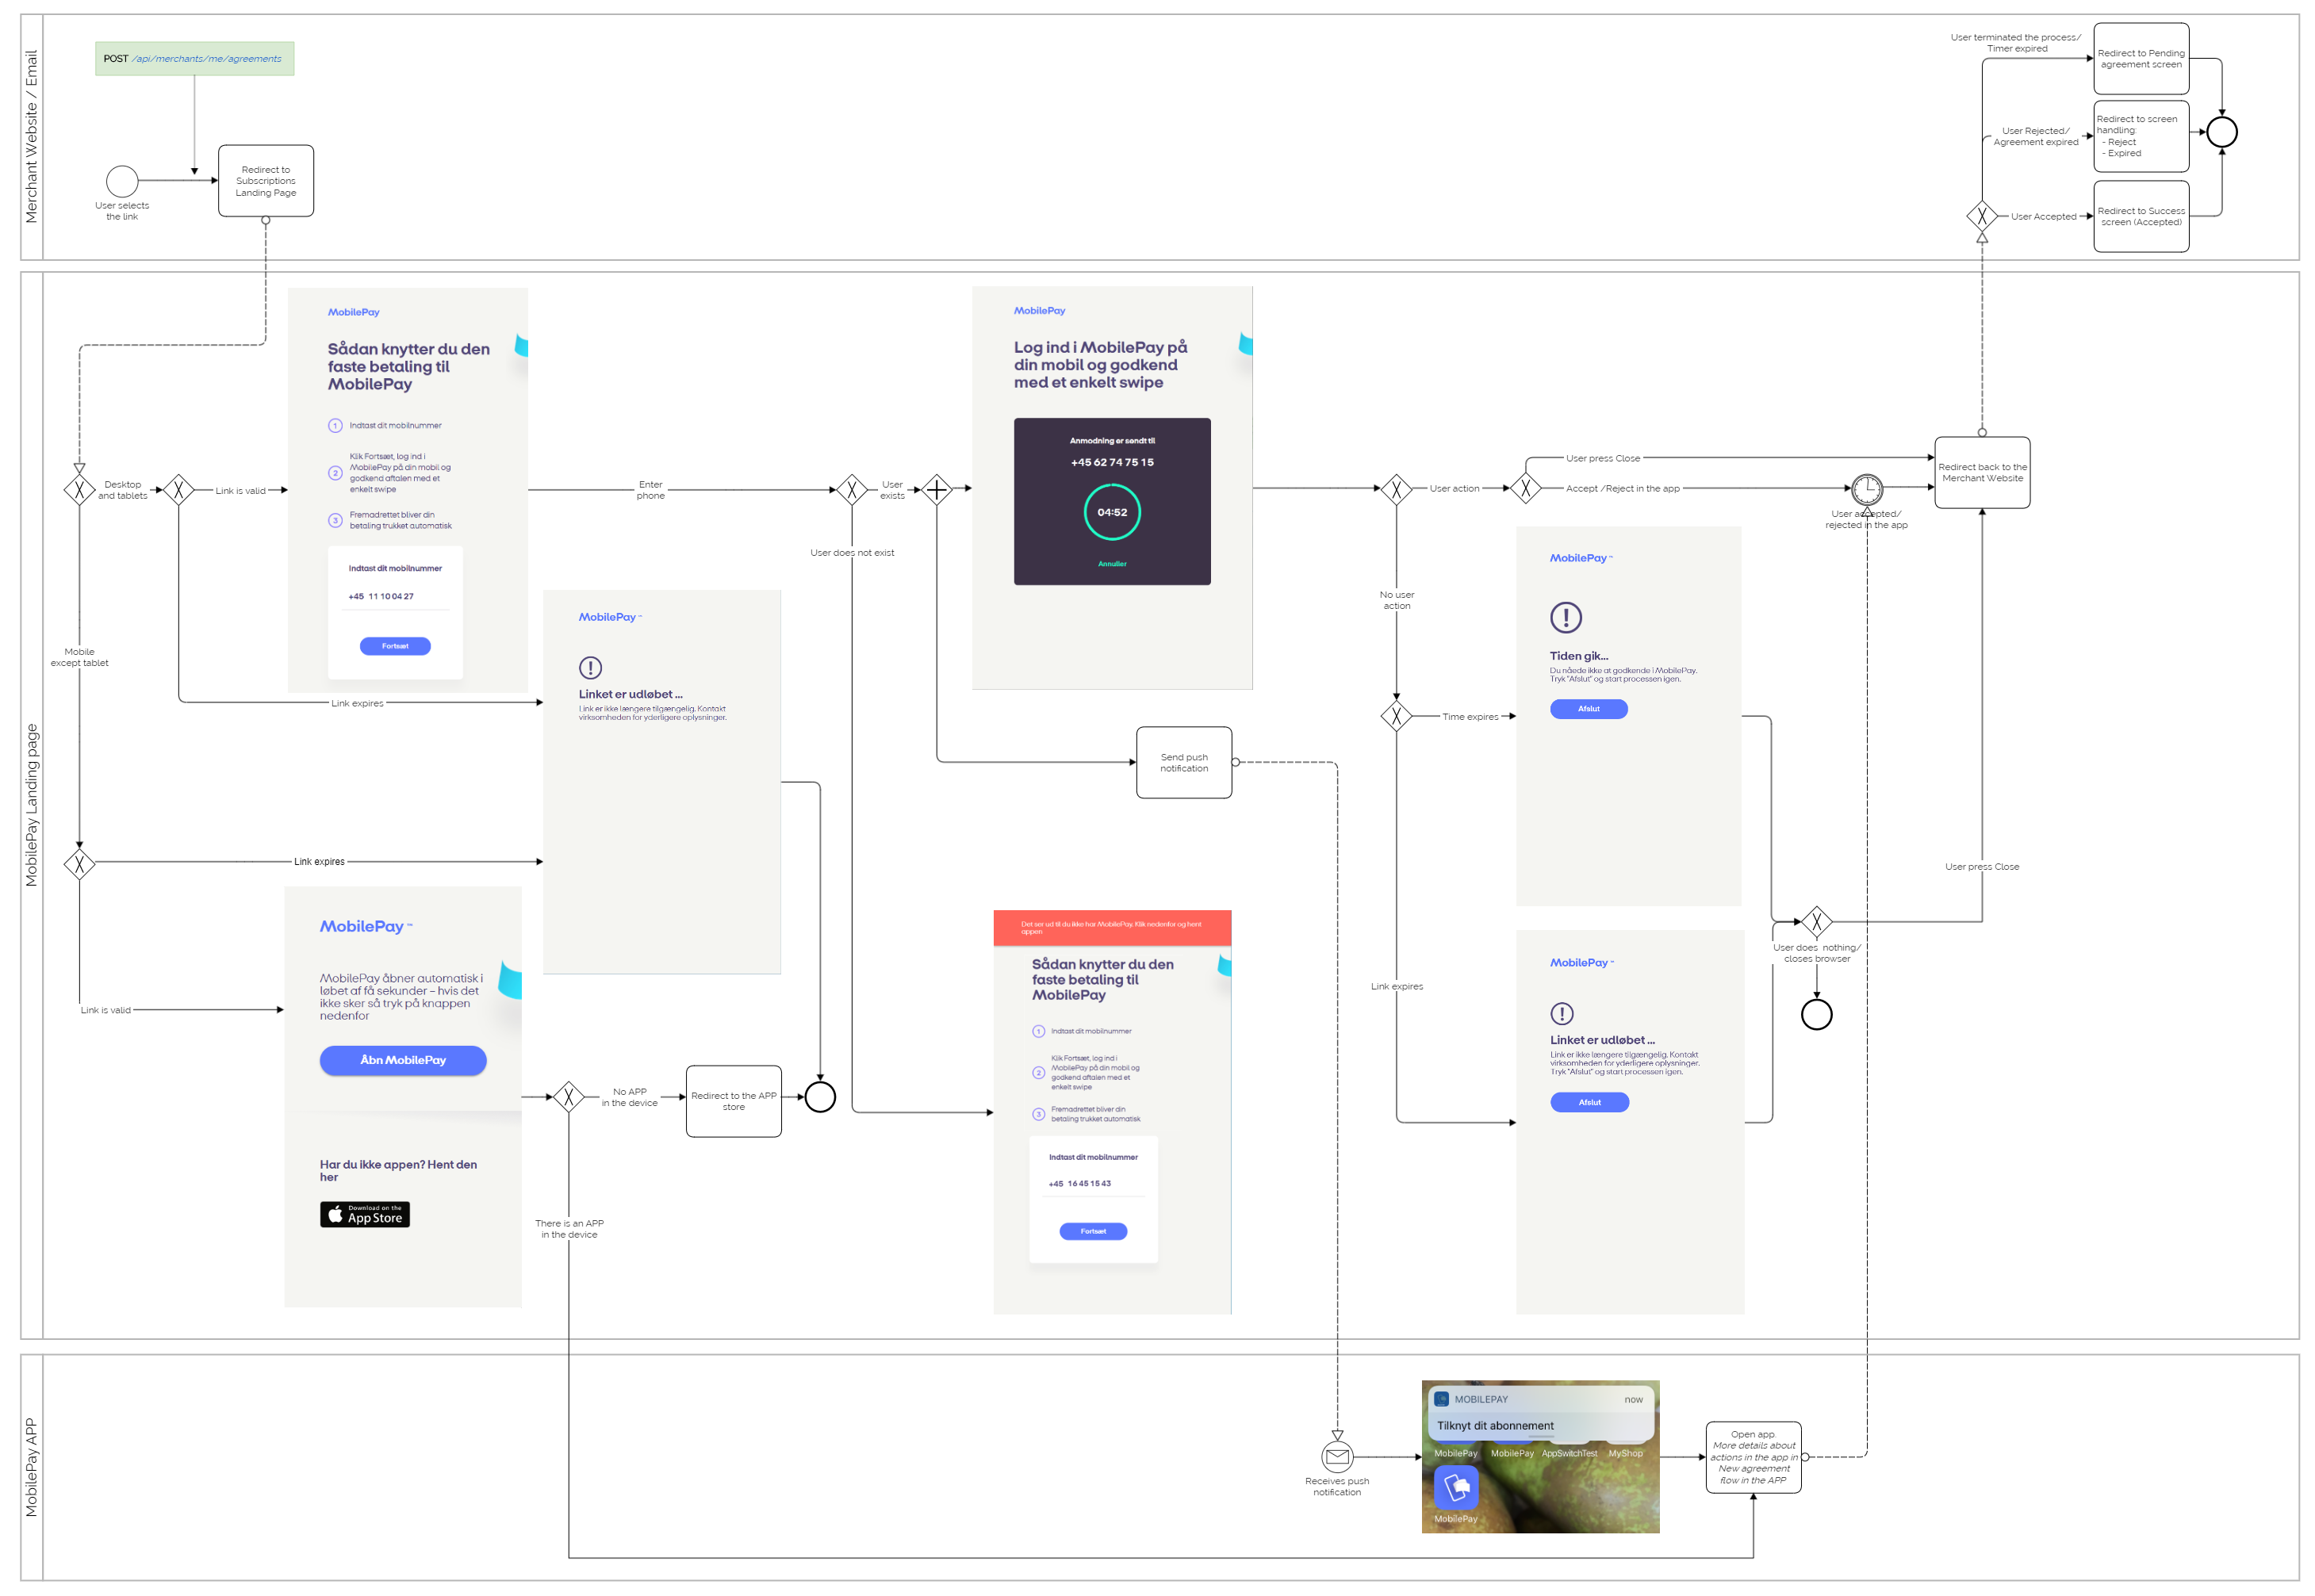 Merchant Website / Email
POST /api/merchants/me/agreements
User selects
the link
Redirect to
Subscriptions
Landing Page
User terminated the process/
Timer expired
Redirect to Pending
agreement screen
User Rejected/
Agreement expired
Redirect to screen
handling:
- Reject
- Expired
User Accepted
Redirect to Success
screen (Accepted)
MobilePay Landing page
Desktop
and tablets
Link is valid
Mobile
except tablet
Link expires
Link expires
Link is valid
MobilePay
Sådan knytter du den
faste betaling til
MobilePay
1 Indtast dit mobilnummer
2 Klik Fortsæt, log ind i
MobilePay på din mobil og
godkend aftalen med et
enkelt swipe
3 Fremadrettet bliver din
betaling trukket automatisk
Indtast dit mobilnummer
+45 11 10 04 27
Fortsæt
MobilePay™
Linket er udløbet ...
Link er ikke længere tilgængelig. Kontakt
virksomheden for yderligere oplysninger.
MobilePay™
MobilePay åbner automatisk i
løbet af få sekunder – hvis det
ikke sker så tryk på knappen
nedenfor
Åbn MobilePay
Har du ikke appen? Hent den
her
Download on the
App Store
No APP
in the device
Redirect to the APP
store
There is an APP
in the device
Enter
phone
User
exists
User does not exist
MobilePay
Log ind i MobilePay på
din mobil og godkend
med et enkelt swipe
Anmodning er sendt til
+45 62 74 75 15
04:52
Annuller
Send push
notification
Det ser ud til du ikke har MobilePay. Klik nedenfor og hent
appen
Sådan knytter du den
faste betaling til
MobilePay
1 Indtast dit mobilnummer
2 Klik Fortsæt, log ind i
MobilePay på din mobil og
godkend aftalen med et
enkelt swipe
3 Fremadrettet bliver din
betaling trukket automatisk
Indtast dit mobilnummer
+45 16 45 15 43
Fortsæt
User action
User press Close
Accept /Reject in the app
User accepted/
rejected in the app
Redirect back to the
Merchant Website
No user
action
Time expires
Link expires
MobilePay™
Tiden gik...
Du nåede ikke at godkende i MobilePay.
Tryk "Afslut" og start processen igen.
Afslut
MobilePay™
Linket er udløbet ...
Link er ikke længere tilgængelig. Kontakt
virksomheden for yderligere oplysninger.
Tryk "Afslut" og start processen igen.
Afslut
User press Close
User does nothing/
closes browser
MobilePay APP
Receives push
notification
MOBILEPAY now
Tilknyt dit abonnement
MobilePay MobilePay AppSwitchTest MyShop
MobilePay
Open app.
More details about
actions in the app in
New agreement
flow in the APP